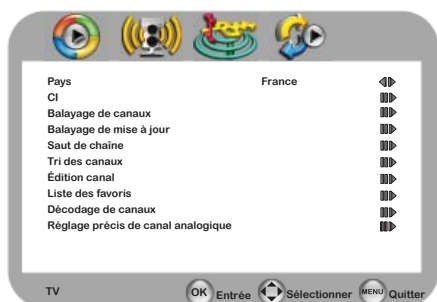 Pays France
CI
Balayage de canaux
Balayage de mise à jour
Saut de chaîne
Tri des canaux
Édition canal
Liste des favoris
Décodage de canaux
Réglage précis de canal analogique
TV OK Entrée Sélectionner MENU Quitter